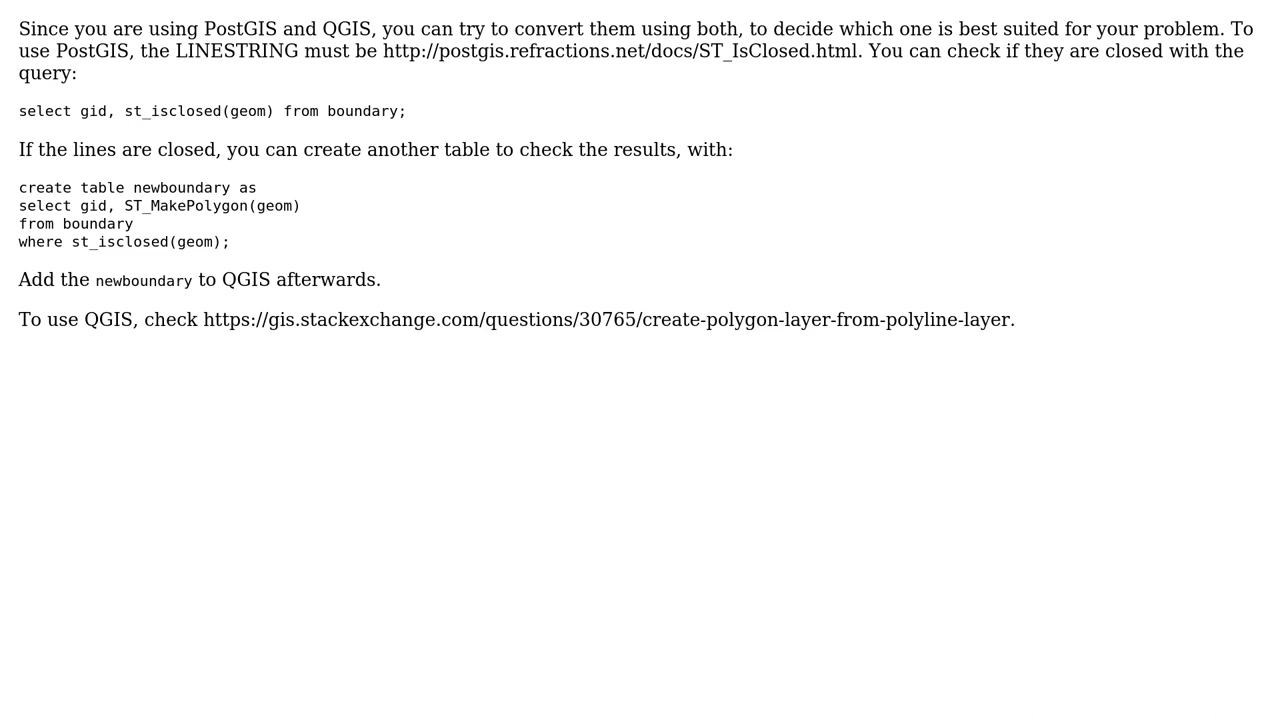 Since you are using PostGIS and QGIS, you can try to convert them using both, to decide which one is best suited for your problem. To
use PostGIS, the LINESTRING must be http://postgis.refractions.net/docs/ST_IsClosed.html. You can check if they are closed with the
query:
select gid, st_isclosed(geom) from boundary;
If the lines are closed, you can create another table to check the results, with:
create table newboundary as
select gid, ST_MakePolygon(geom)
from boundary
where st_isclosed(geom);
Add the newboundary to QGIS afterwards.
To use QGIS, check https://gis.stackexchange.com/questions/30765/create-polygon-layer-from-polyline-layer.